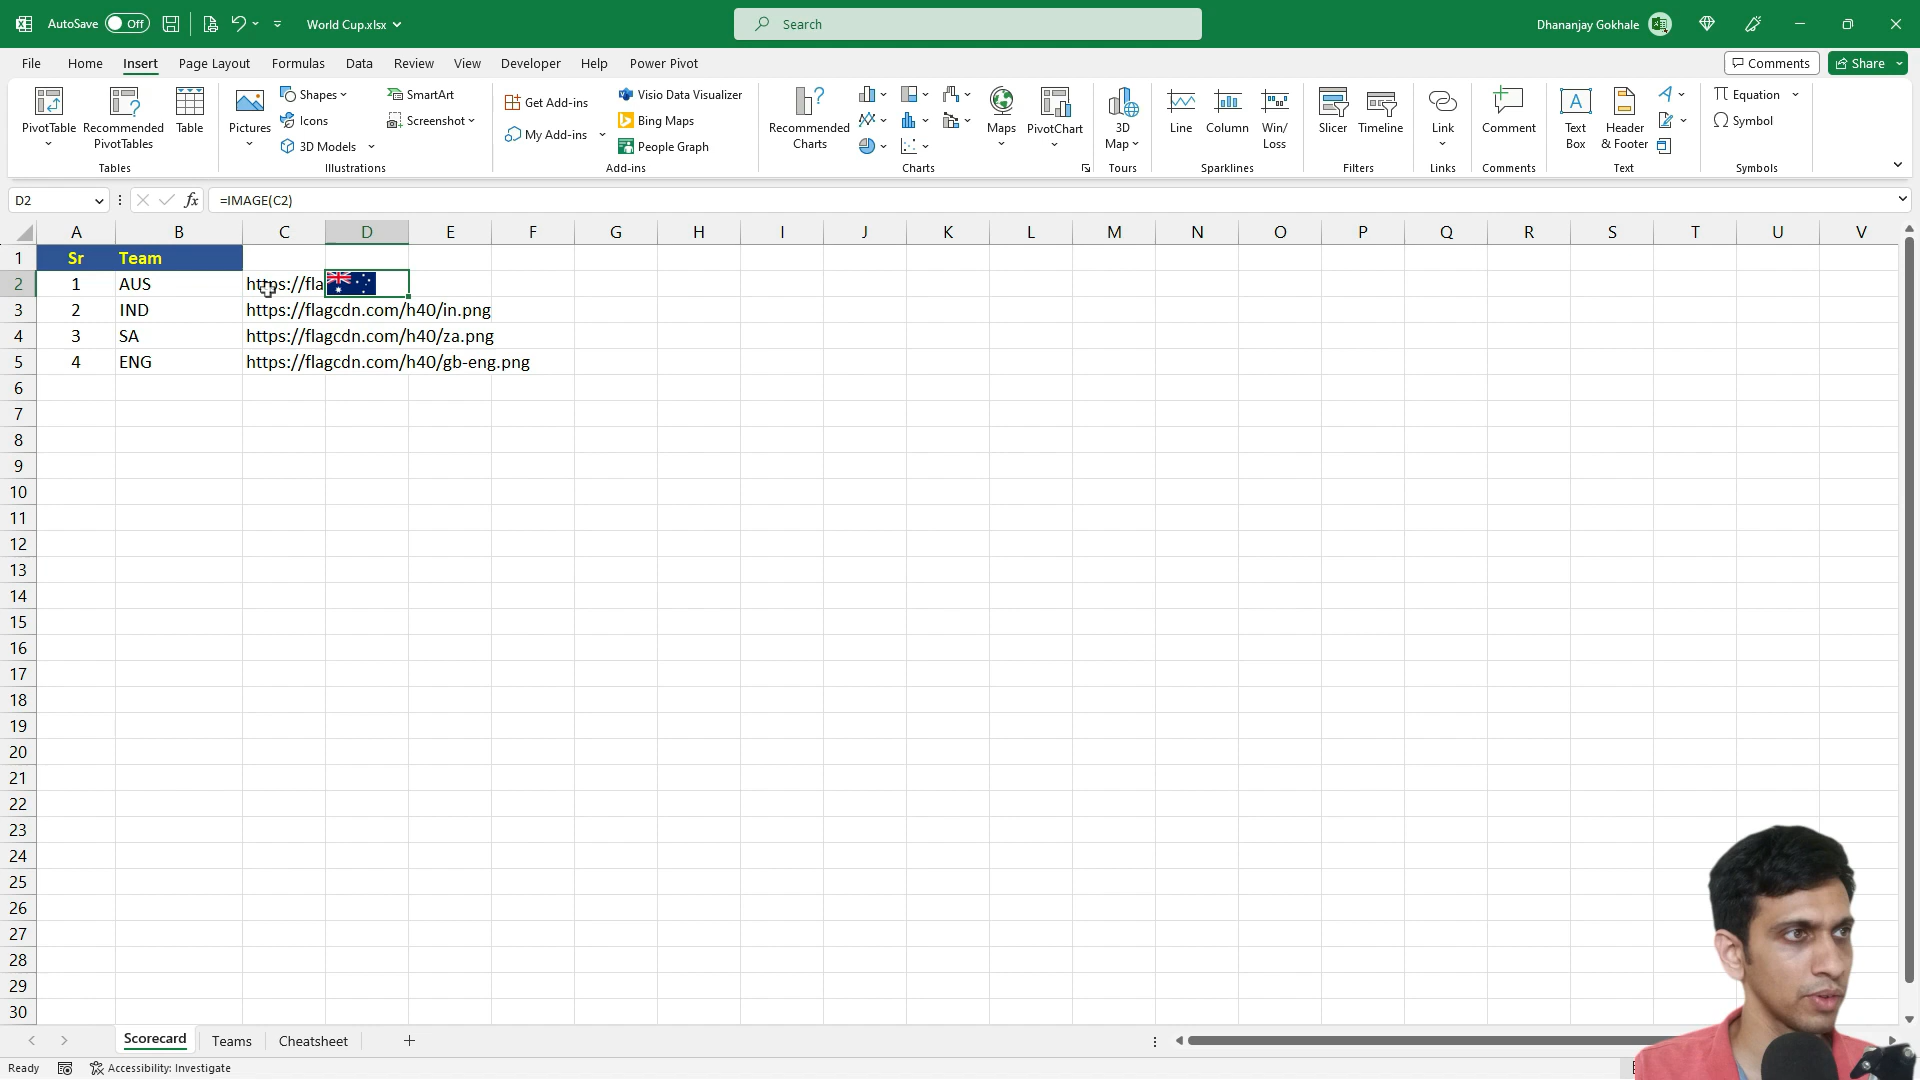 AutoSave Off World Cup.xlsx Search Dhananjay Gokhale
File Home Insert Page Layout Formulas Data Review View Developer Help Power Pivot Comments Share
PivotTable Recommended PivotTables Table
Tables
Pictures Shapes Icons 3D Models SmartArt Screenshot
Illustrations
Get Add-ins My Add-ins Visio Data Visualizer Bing Maps People Graph
Add-ins
Recommended Charts Maps PivotChart
Charts
3D Map
Tours
Line Column Win/Loss
Sparklines
Slicer Timeline
Filters
Link
Links
Comment
Comments
Text Box Header & Footer
Text
Equation Symbol
Symbols
D2 fx =IMAGE(C2)
A B C D E F G H I J K L M N O P Q R S T U V
1 Sr Team
2 1 AUS https://fla
3 2 IND https://flagcdn.com/h40/in.png
4 3 SA https://flagcdn.com/h40/za.png
5 4 ENG https://flagcdn.com/h40/gb-eng.png
6
7
8
9
10
11
12
13
14
15
16
17
18
19
20
21
22
23
24
25
26
27
28
29
30
Scorecard Teams Cheatsheet
Ready Accessibility: Investigate